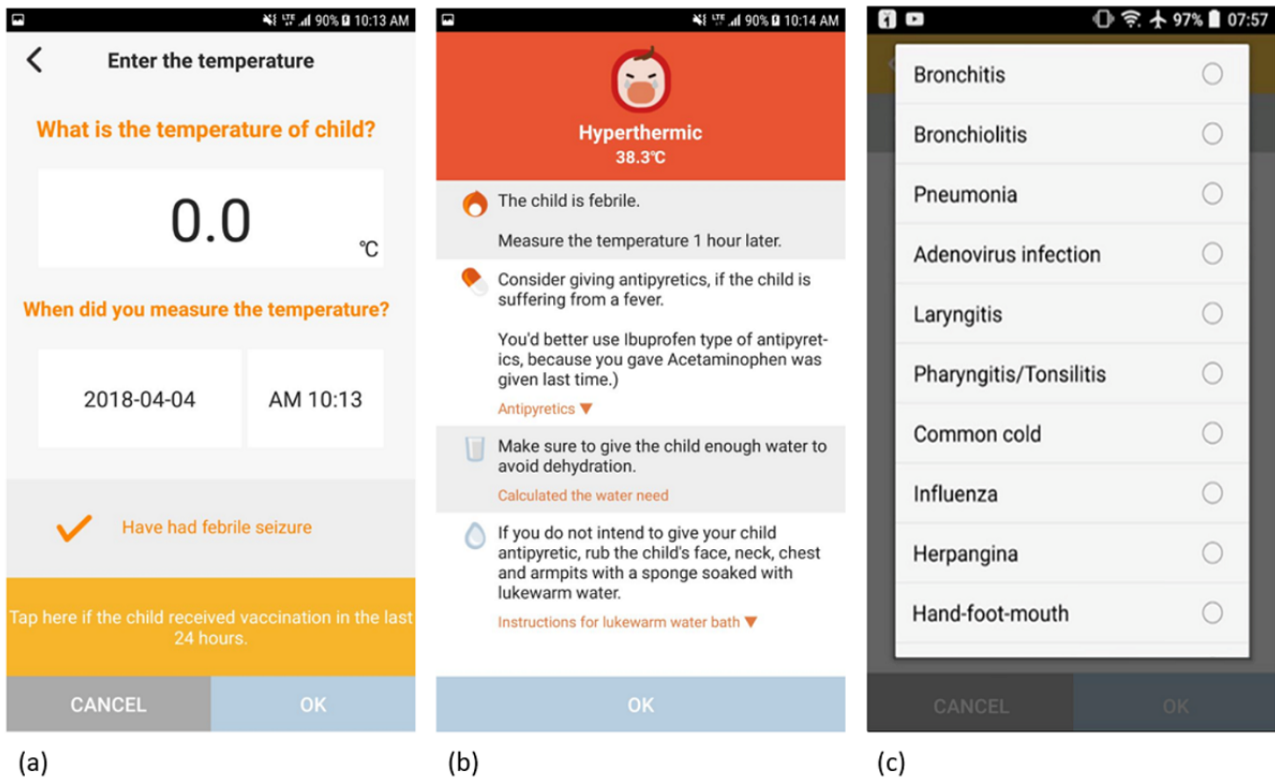 LTE 90% 10:13 AM
Enter the temperature
What is the temperature of child?
0.0
℃
When did you measure the temperature?
2018-04-04
AM 10:13
Have had febrile seizure
Tap here if the child received vaccination in the last
24 hours.
CANCEL
OK
(a)
LTE 90% 10:14 AM
Hyperthermic
38.3℃
The child is febrile.
Measure the temperature 1 hour later.
Consider giving antipyretics, if the child is
suffering from a fever.
You'd better use Ibuprofen type of antipyret-
ics, because you gave Acetaminophen was
given last time.)
Antipyretics ▼
Make sure to give the child enough water to
avoid dehydration.
Calculated the water need
If you do not intend to give your child
antipyretic, rub the child's face, neck, chest
and armpits with a sponge soaked with
lukewarm water.
Instructions for lukewarm water bath ▼
OK
(b)
97% 07:57
Bronchitis
Bronchiolitis
Pneumonia
Adenovirus infection
Laryngitis
Pharyngitis/Tonsilitis
Common cold
Influenza
Herpangina
Hand-foot-mouth
CANCEL
OK
(c)